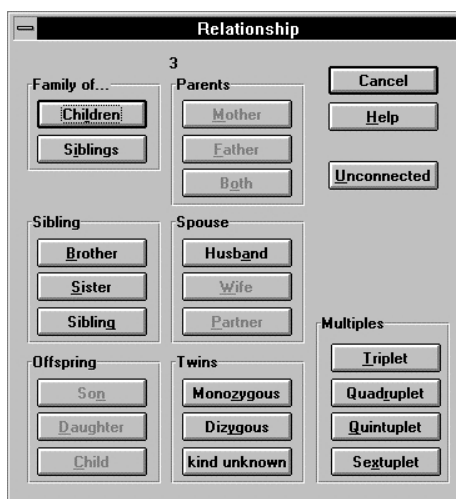 Relationship
3
Family of...
Children
Siblings
Parents
Mother
Father
Both
Cancel
Help
Unconnected
Sibling
Brother
Sister
Sibling
Spouse
Husband
Wife
Partner
Offspring
Son
Daughter
Child
Twins
Monozygous
Dizygous
kind unknown
Multiples
Triplet
Quadruplet
Quintuplet
Sextuplet